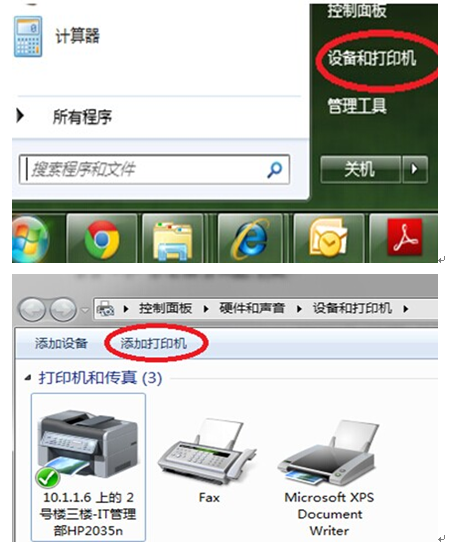 控制面板
计算器
设备和打印机
所有程序
管理工具
搜索程序和文件
关机
控制面板 硬件和声音 设备和打印机
添加设备 添加打印机
打印机和传真 (3)
10.1.1.6 上的 2
号楼三楼-IT管理
部HP2035n
Fax
Microsoft XPS
Document
Writer